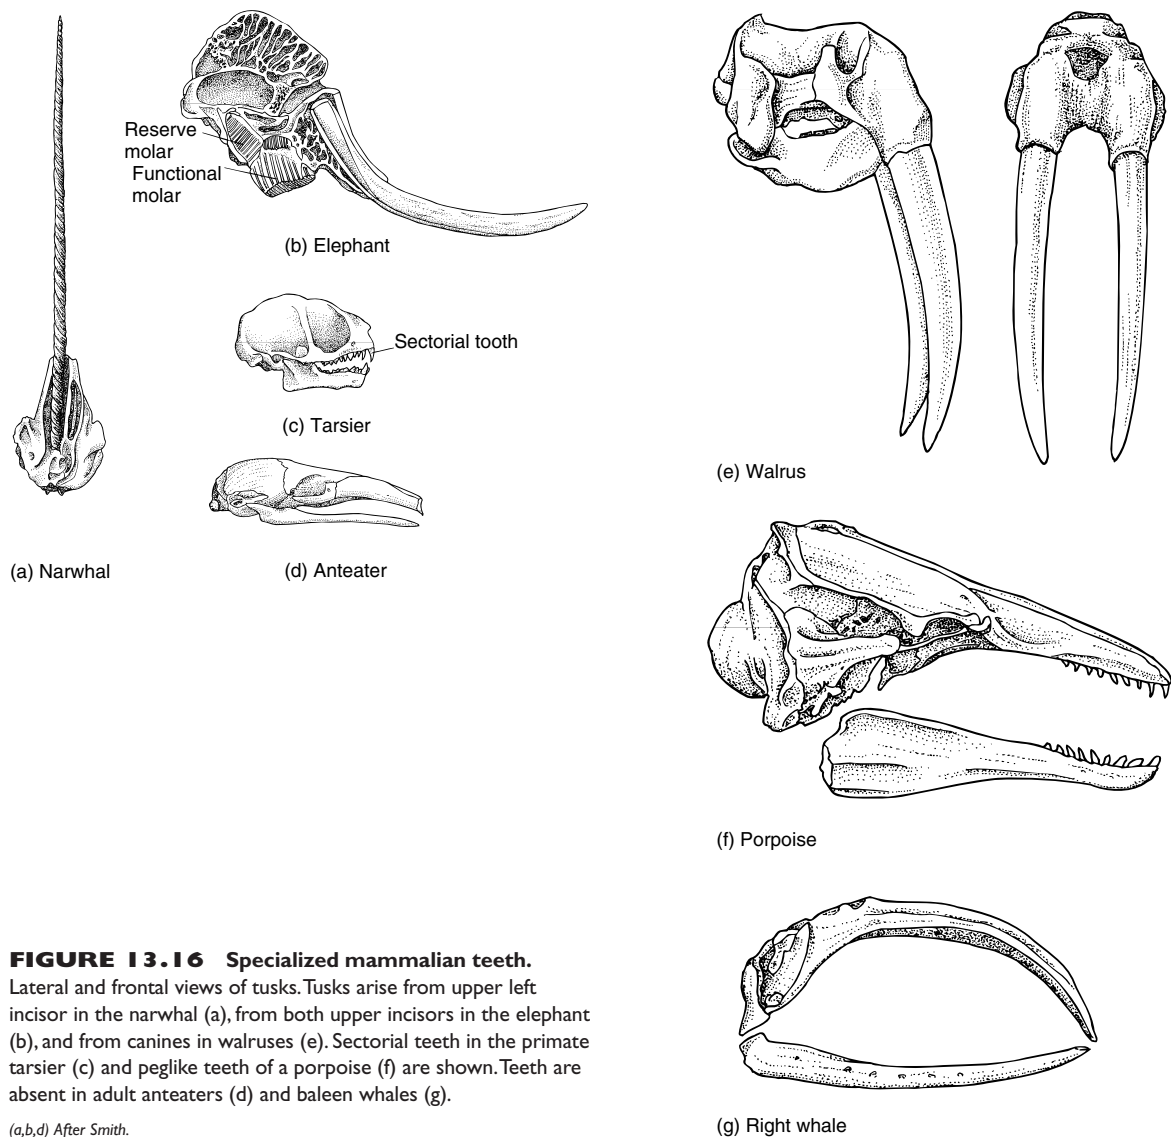 Reserve
molar
Functional
molar
(b) Elephant
Sectorial tooth
(c) Tarsier
(a) Narwhal
(d) Anteater
(e) Walrus
(f) Porpoise
(g) Right whale
FIGURE 13.16 Specialized mammalian teeth.
Lateral and frontal views of tusks. Tusks arise from upper left
incisor in the narwhal (a), from both upper incisors in the elephant
(b), and from canines in walruses (e). Sectorial teeth in the primate
tarsier (c) and peglike teeth of a porpoise (f) are shown. Teeth are
absent in adult anteaters (d) and baleen whales (g).
(a,b,d) After Smith.